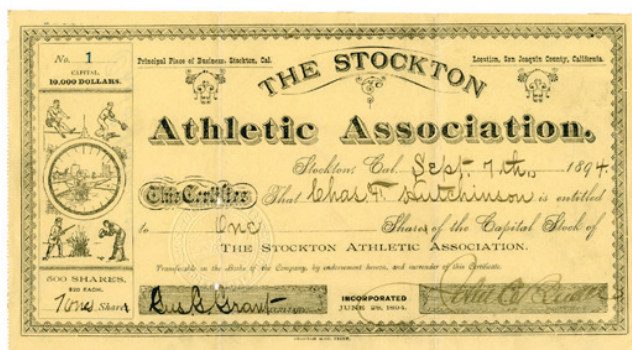 No. 1
CAPITAL
10,000 DOLLARS.
Principal Place of Business, Stockton, Cal.
Location, San Joaquin County, California.
THE STOCKTON
Athletic Association.
Stockton, Cal. Sept. 7th, 1894.
This Certifies That Chas. F. Hutchinson is entitled
to One Shares of the Capital Stock of
THE STOCKTON ATHLETIC ASSOCIATION.
Transferable on the Books of the Company, by endorsement hereon, and surrender of this Certificate.
500 SHARES,
$20 EACH.
Share
Gus G. Grant
INCORPORATED
JUNE 28, 1894.